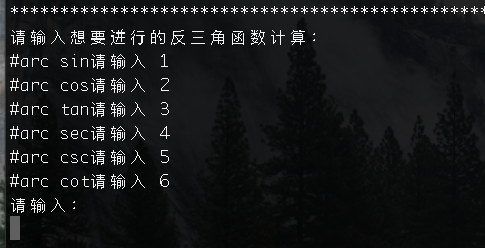 ************************************************
请输入想要进行的反三角函数计算：
#arc sin请输入 1
#arc cos请输入 2
#arc tan请输入 3
#arc sec请输入 4
#arc csc请输入 5
#arc cot请输入 6
请输入：